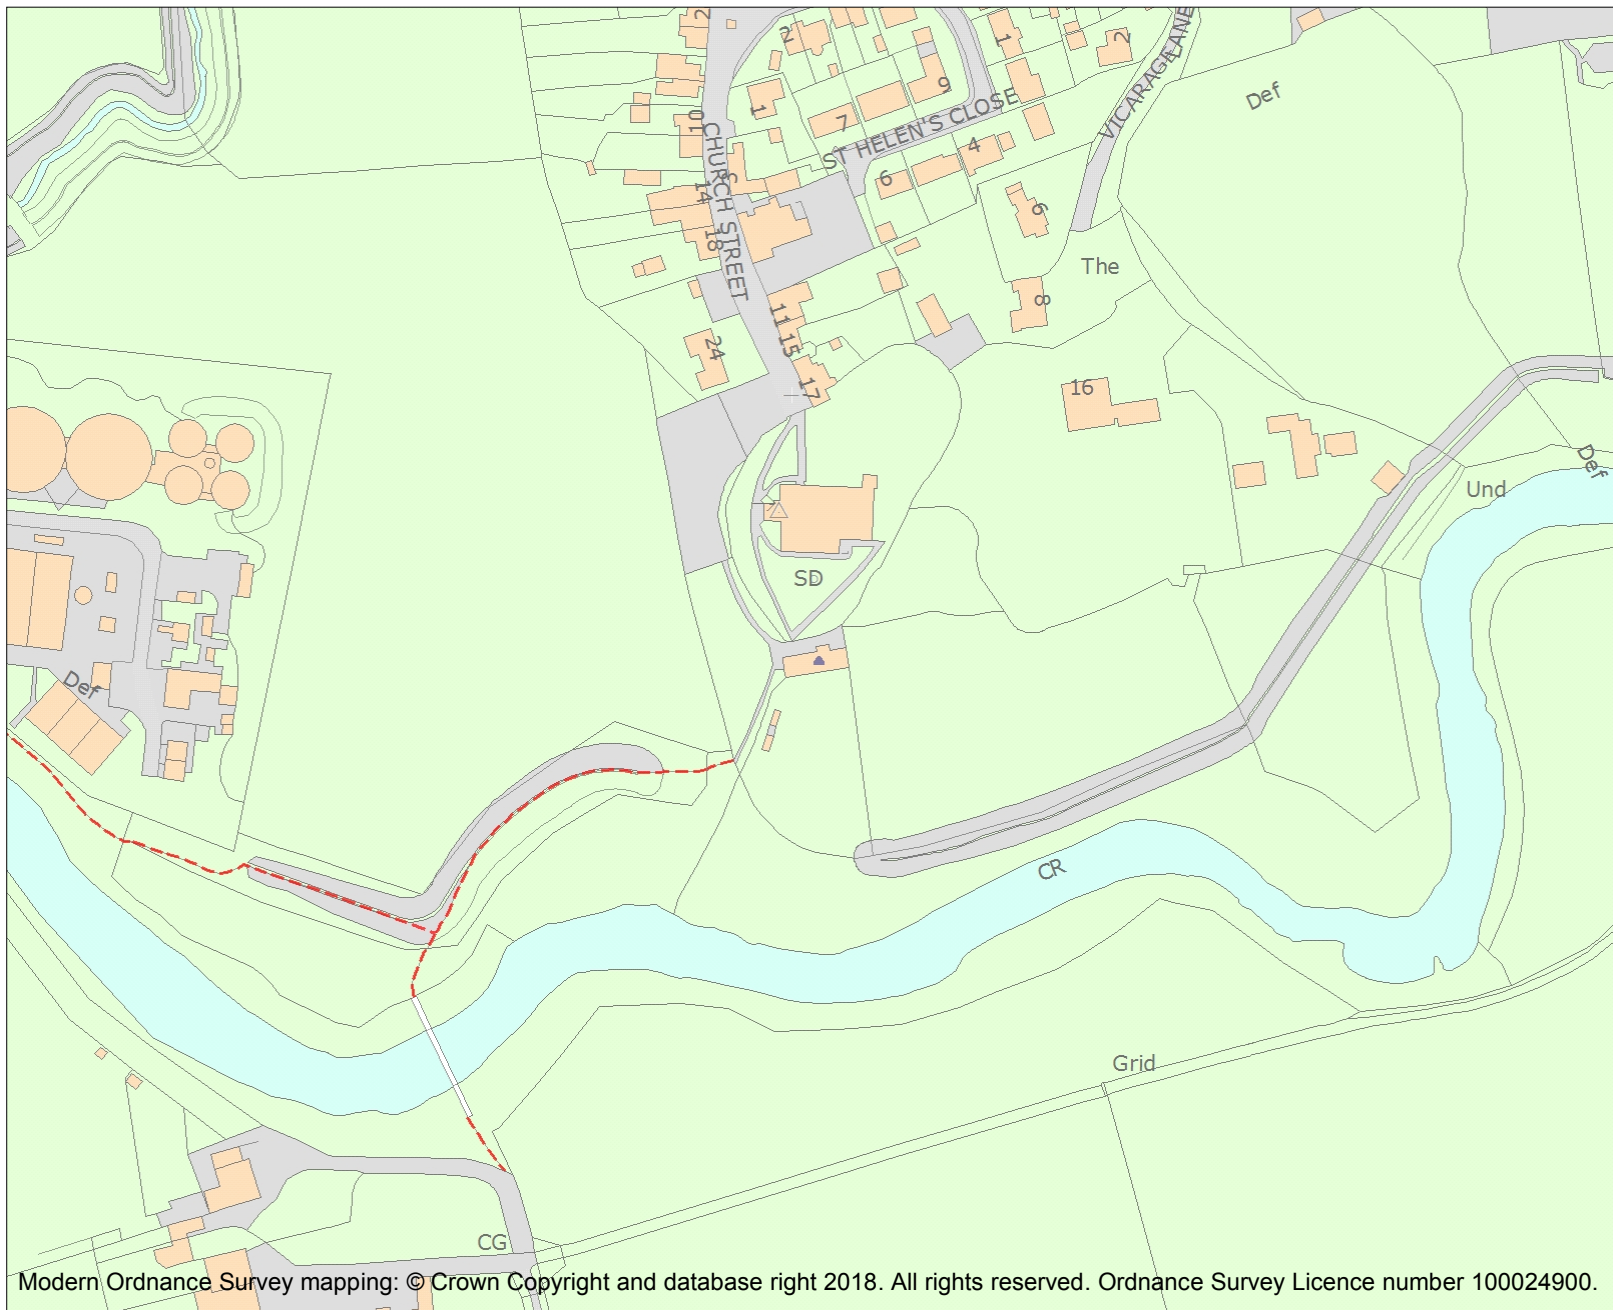 2
2
1
2
VICARAGE LANE
Def
9
1
10
7
ST HELEN'S CLOSE
4
CHURCH STREET
5
14
6
6
18
The
8
11
15
24
17
16
Def
Und
SD
Def
CR
Grid
CG
Modern Ordnance Survey mapping: © Crown Copyright and database right 2018. All rights reserved. Ordnance Survey Licence number 100024900.